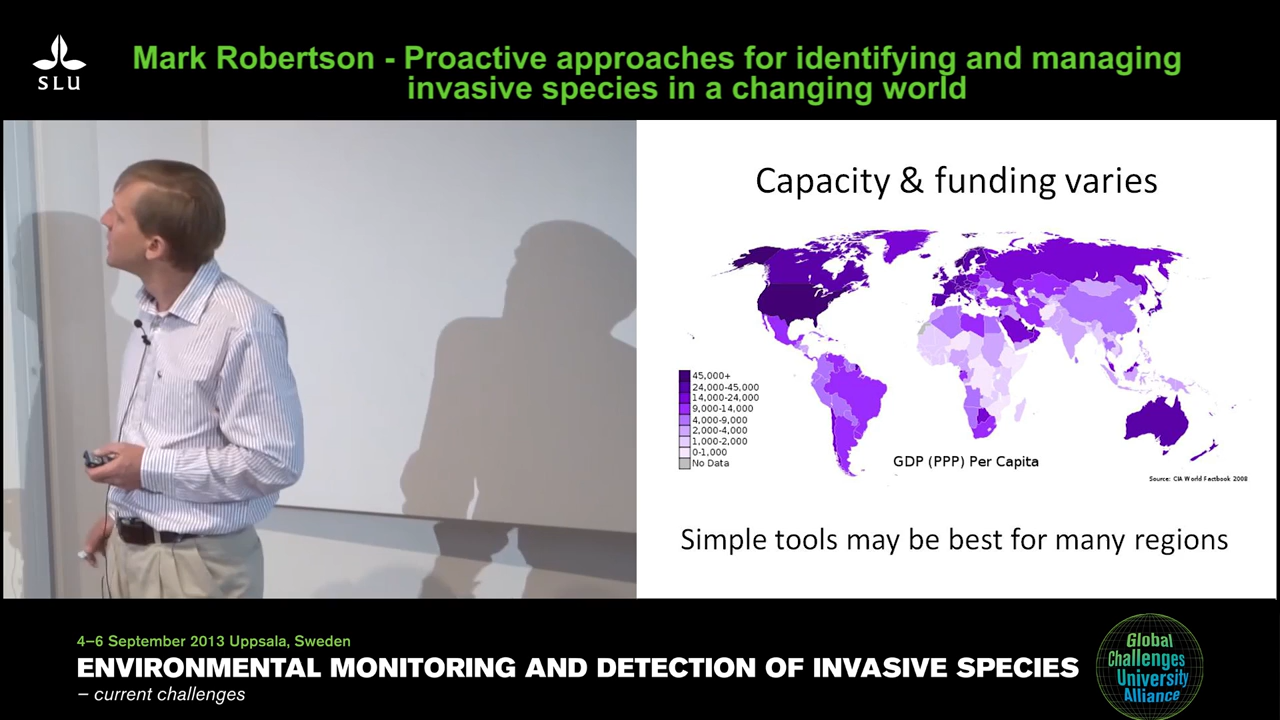 SLU
Mark Robertson - Proactive approaches for identifying and managing
invasive species in a changing world
Capacity & funding varies
45,000+
24,000-45,000
14,000-24,000
9,000-14,000
4,000-9,000
2,000-4,000
1,000-2,000
0-1,000
No Data
GDP (PPP) Per Capita
Source: CIA World Factbook 2008
Simple tools may be best for many regions
4–6 September 2013 Uppsala, Sweden
ENVIRONMENTAL MONITORING AND DETECTION OF INVASIVE SPECIES
– current challenges
Global
Challenges
University
Alliance